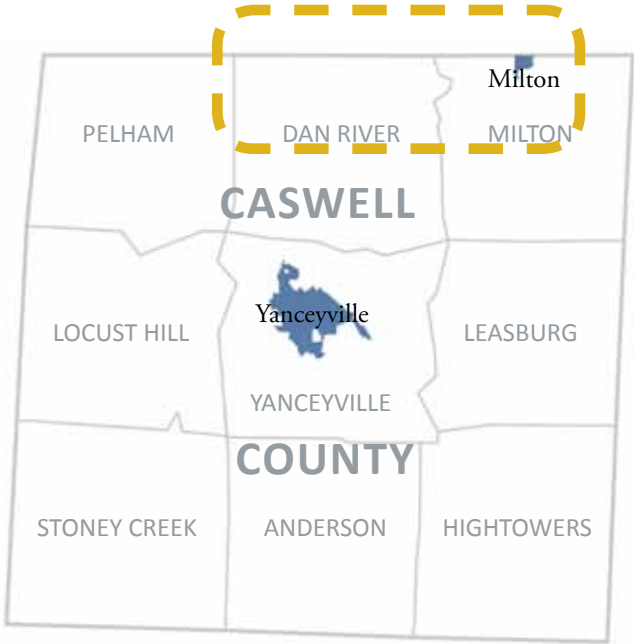 Milton
PELHAM
DAN RIVER
MILTON
CASWELL
Yanceyville
LOCUST HILL
LEASBURG
YANCEYVILLE
COUNTY
STONEY CREEK
ANDERSON
HIGHTOWERS